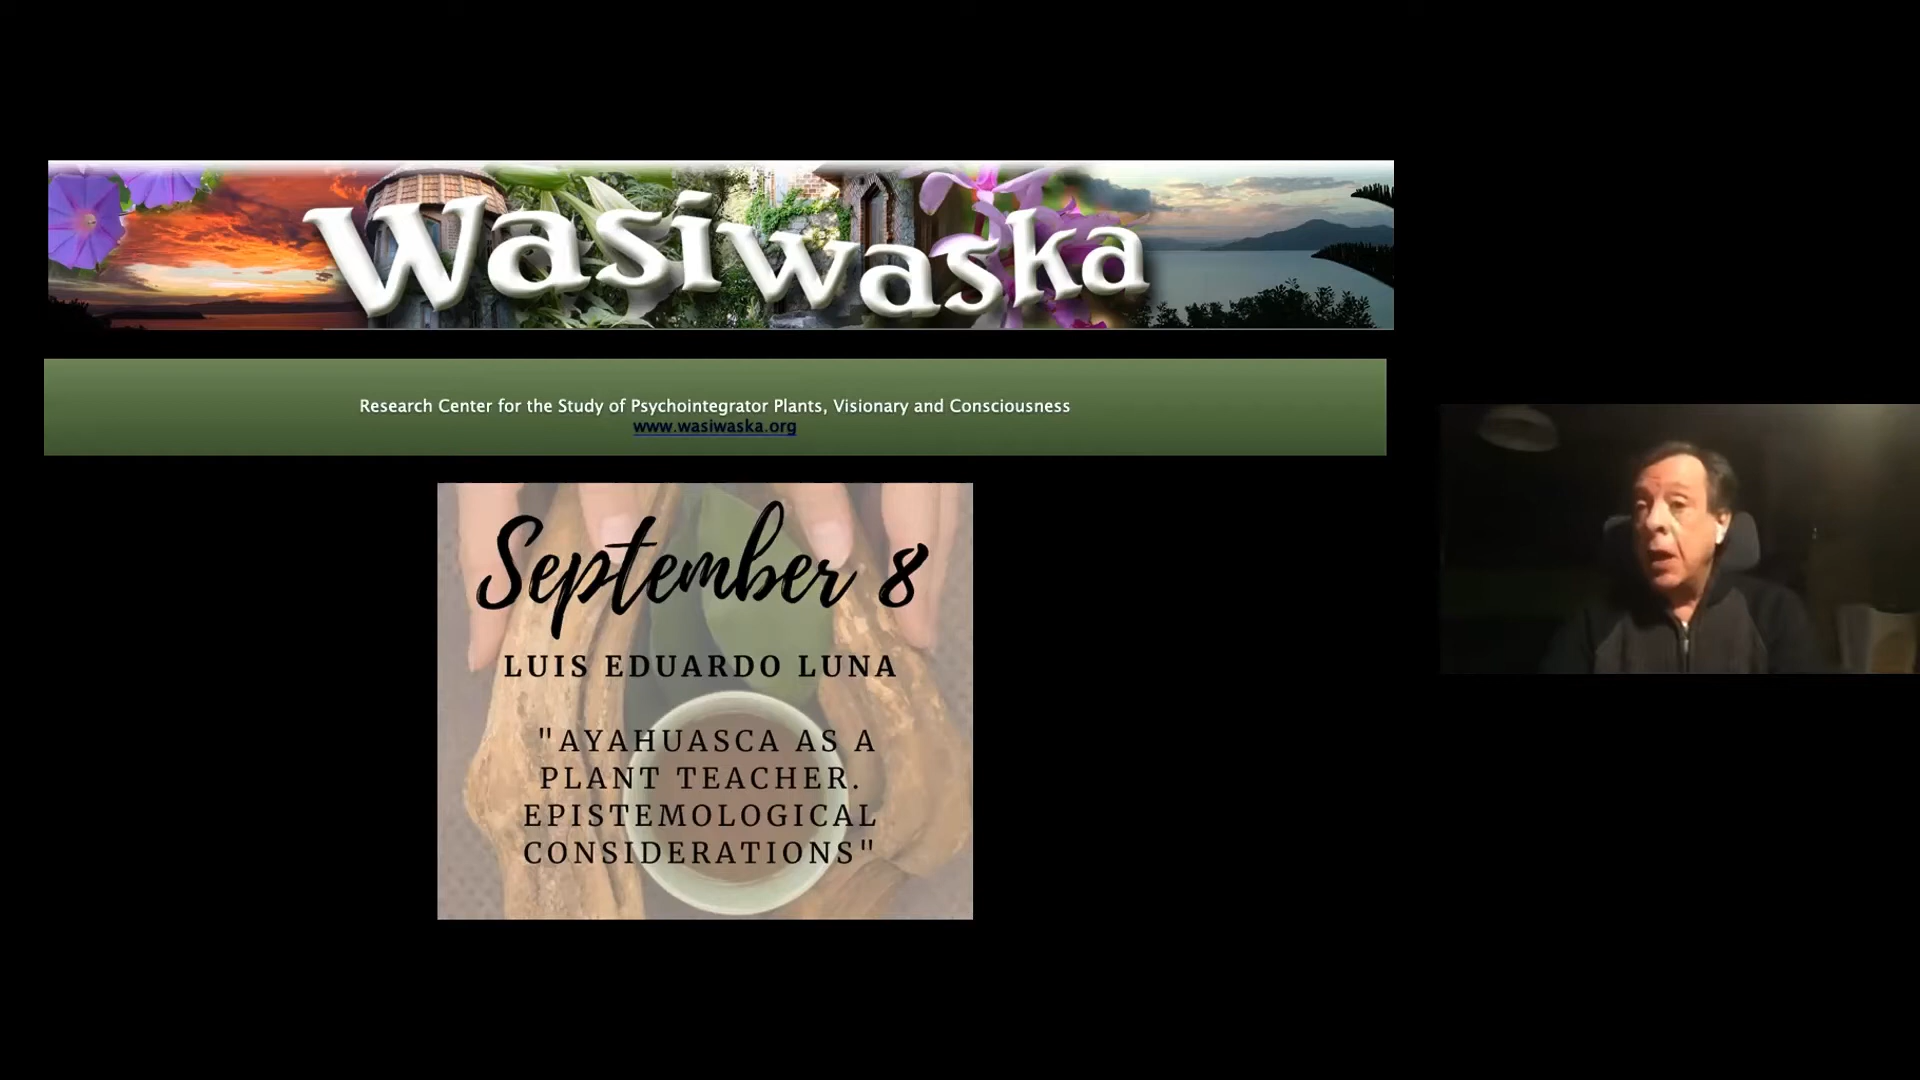 Wasiwaska
Research Center for the Study of Psychointegrator Plants, Visionary and Consciousness
www.wasiwaska.org
September 8
LUIS EDUARDO LUNA
"AYAHUASCA AS A
PLANT TEACHER.
EPISTEMOLOGICAL
CONSIDERATIONS"